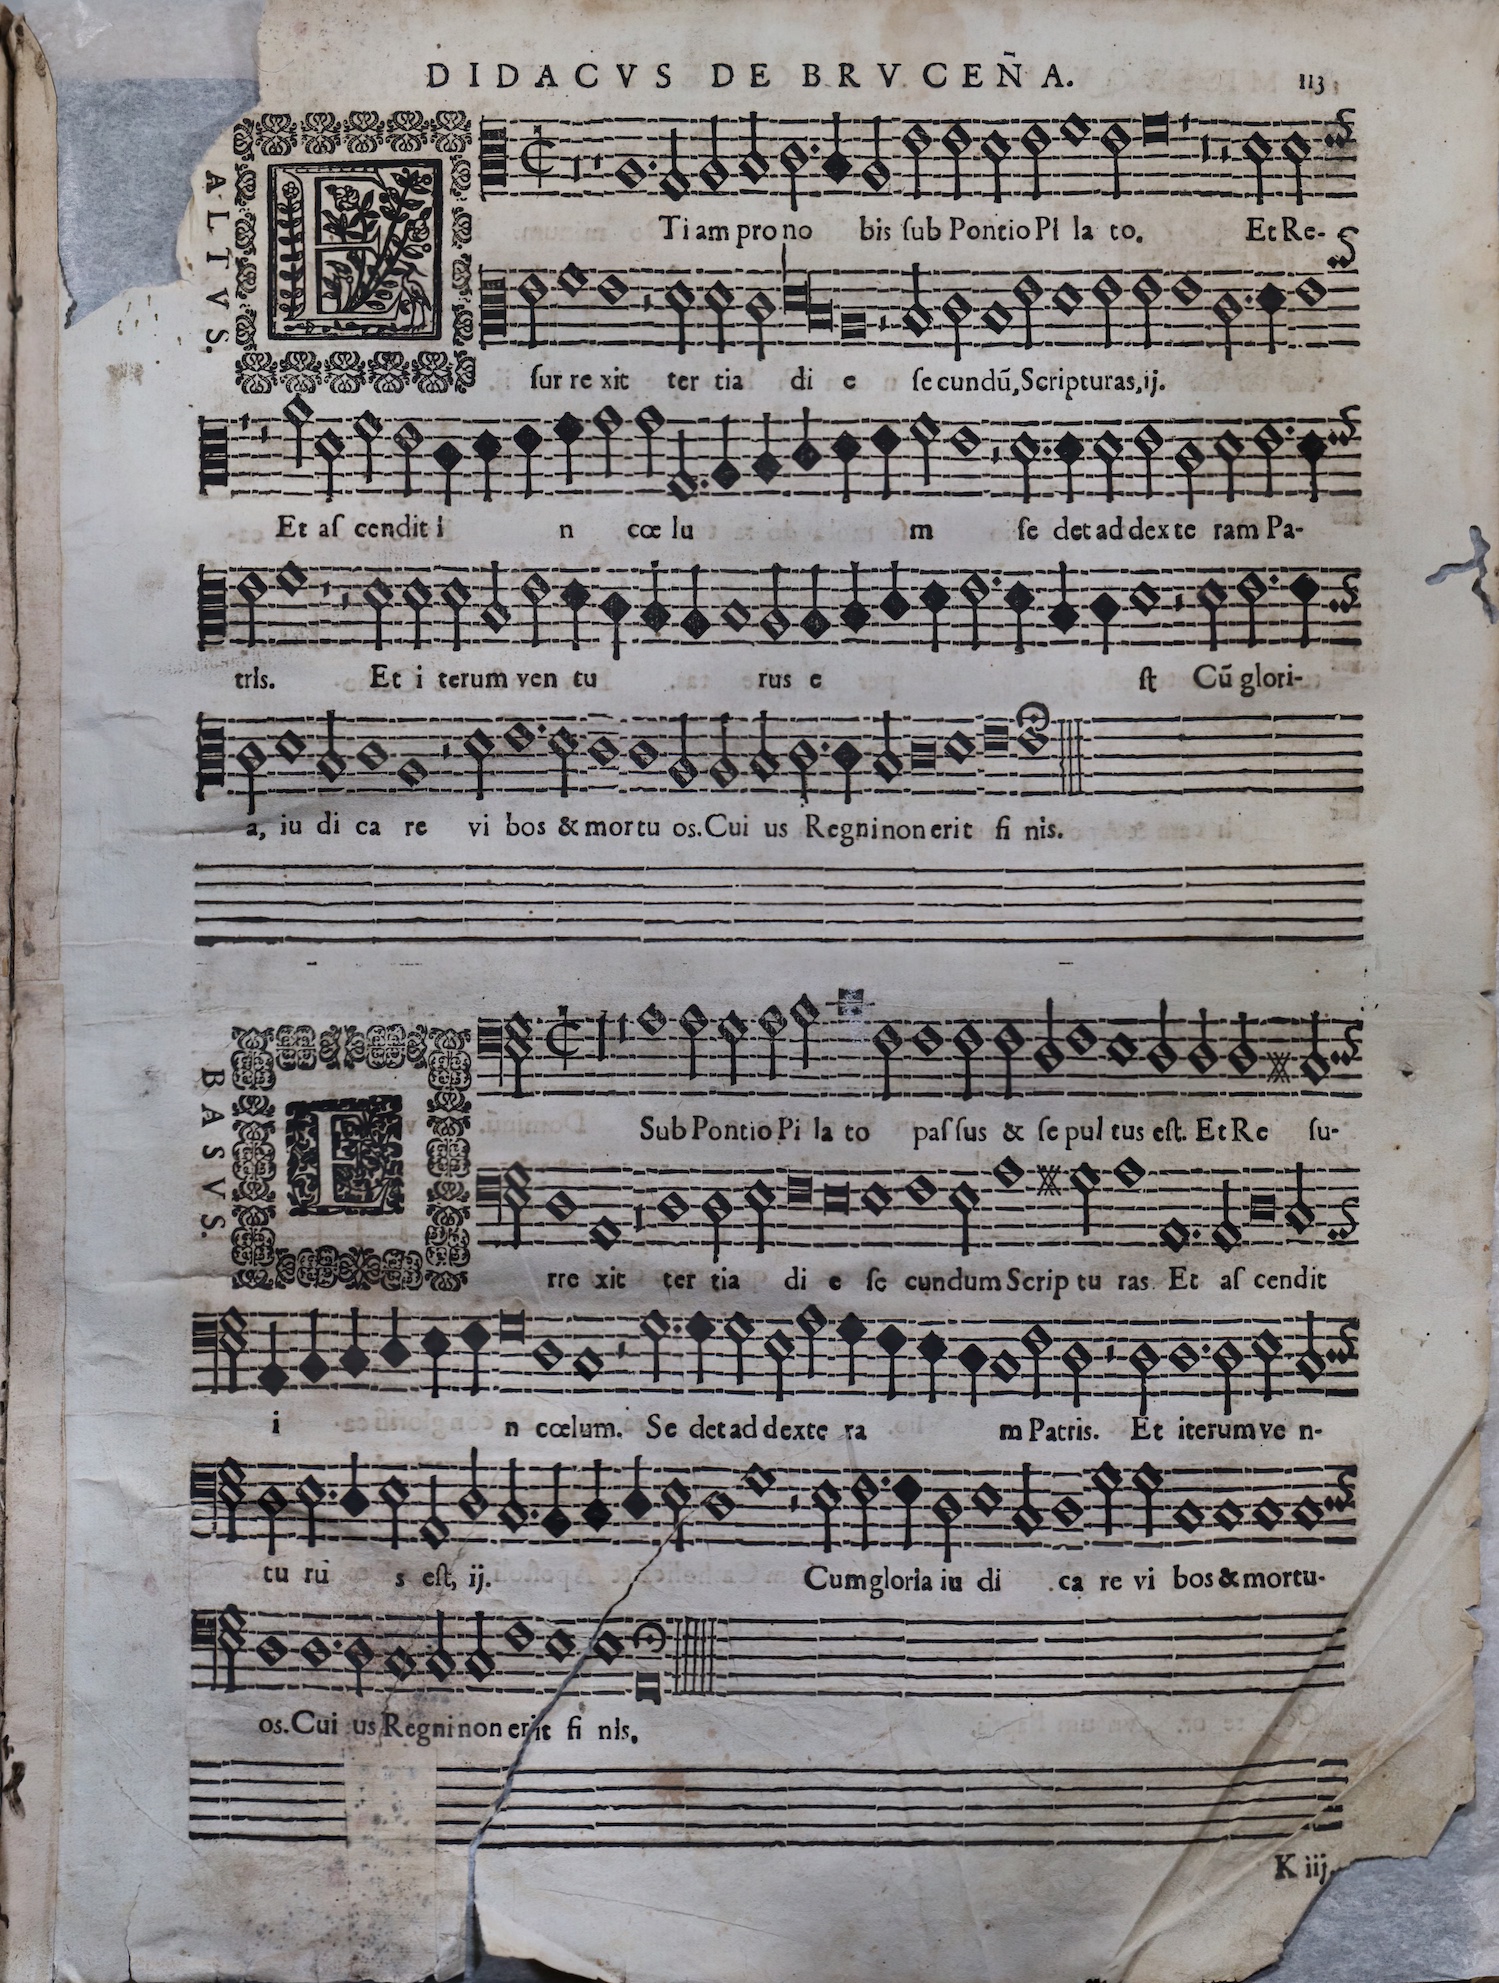 DIDACVS DE BRVCEÑA. 113
ALTVS.
E
Ti am pro no bis ſub Pontio Pi la to. Et Re-
ſur re xit ter tia di e ſe cundū, Scripturas, ij.
Et aſ cendit i n cœ lu m ſe det ad dex te ram Pa-
tris. Et i terum ven tu rus e ſt Cū glori-
a, iu di ca re vi bos & mortu os. Cui us Regni non erit fi nis.
BASVS.
E
Sub Pontio Pi la to paſ sus & ſe pul tus eſt. Et Re ſu-
rre xit ter tia di e ſe cundum Scrip tu ras. Et aſ cendit
i n cœlum. Se det ad dexte ra m Patris. Et iterum ve n-
tu ru s eſt, ij. Cum gloria iu di ca re vi bos & mortu-
os. Cui us Regni non erit fi nis.
K iij.